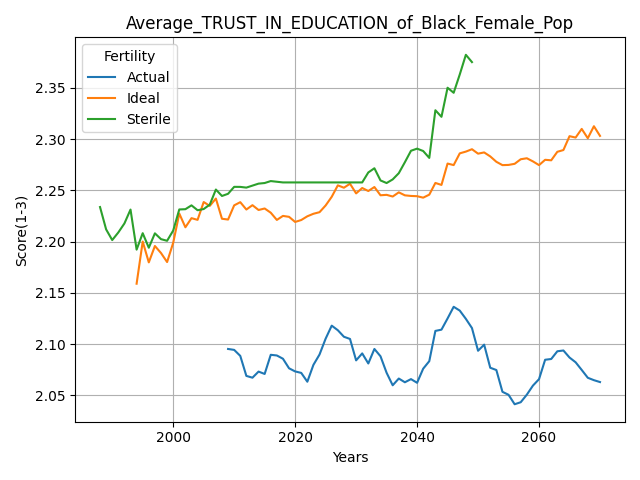 Average_TRUST_IN_EDUCATION_of_Black_Female_Pop
Fertility
Actual
Ideal
Sterile
Score(1-3)
2.35
2.30
2.25
2.20
2.15
2.10
2.05
2000
2020
2040
2060
Years